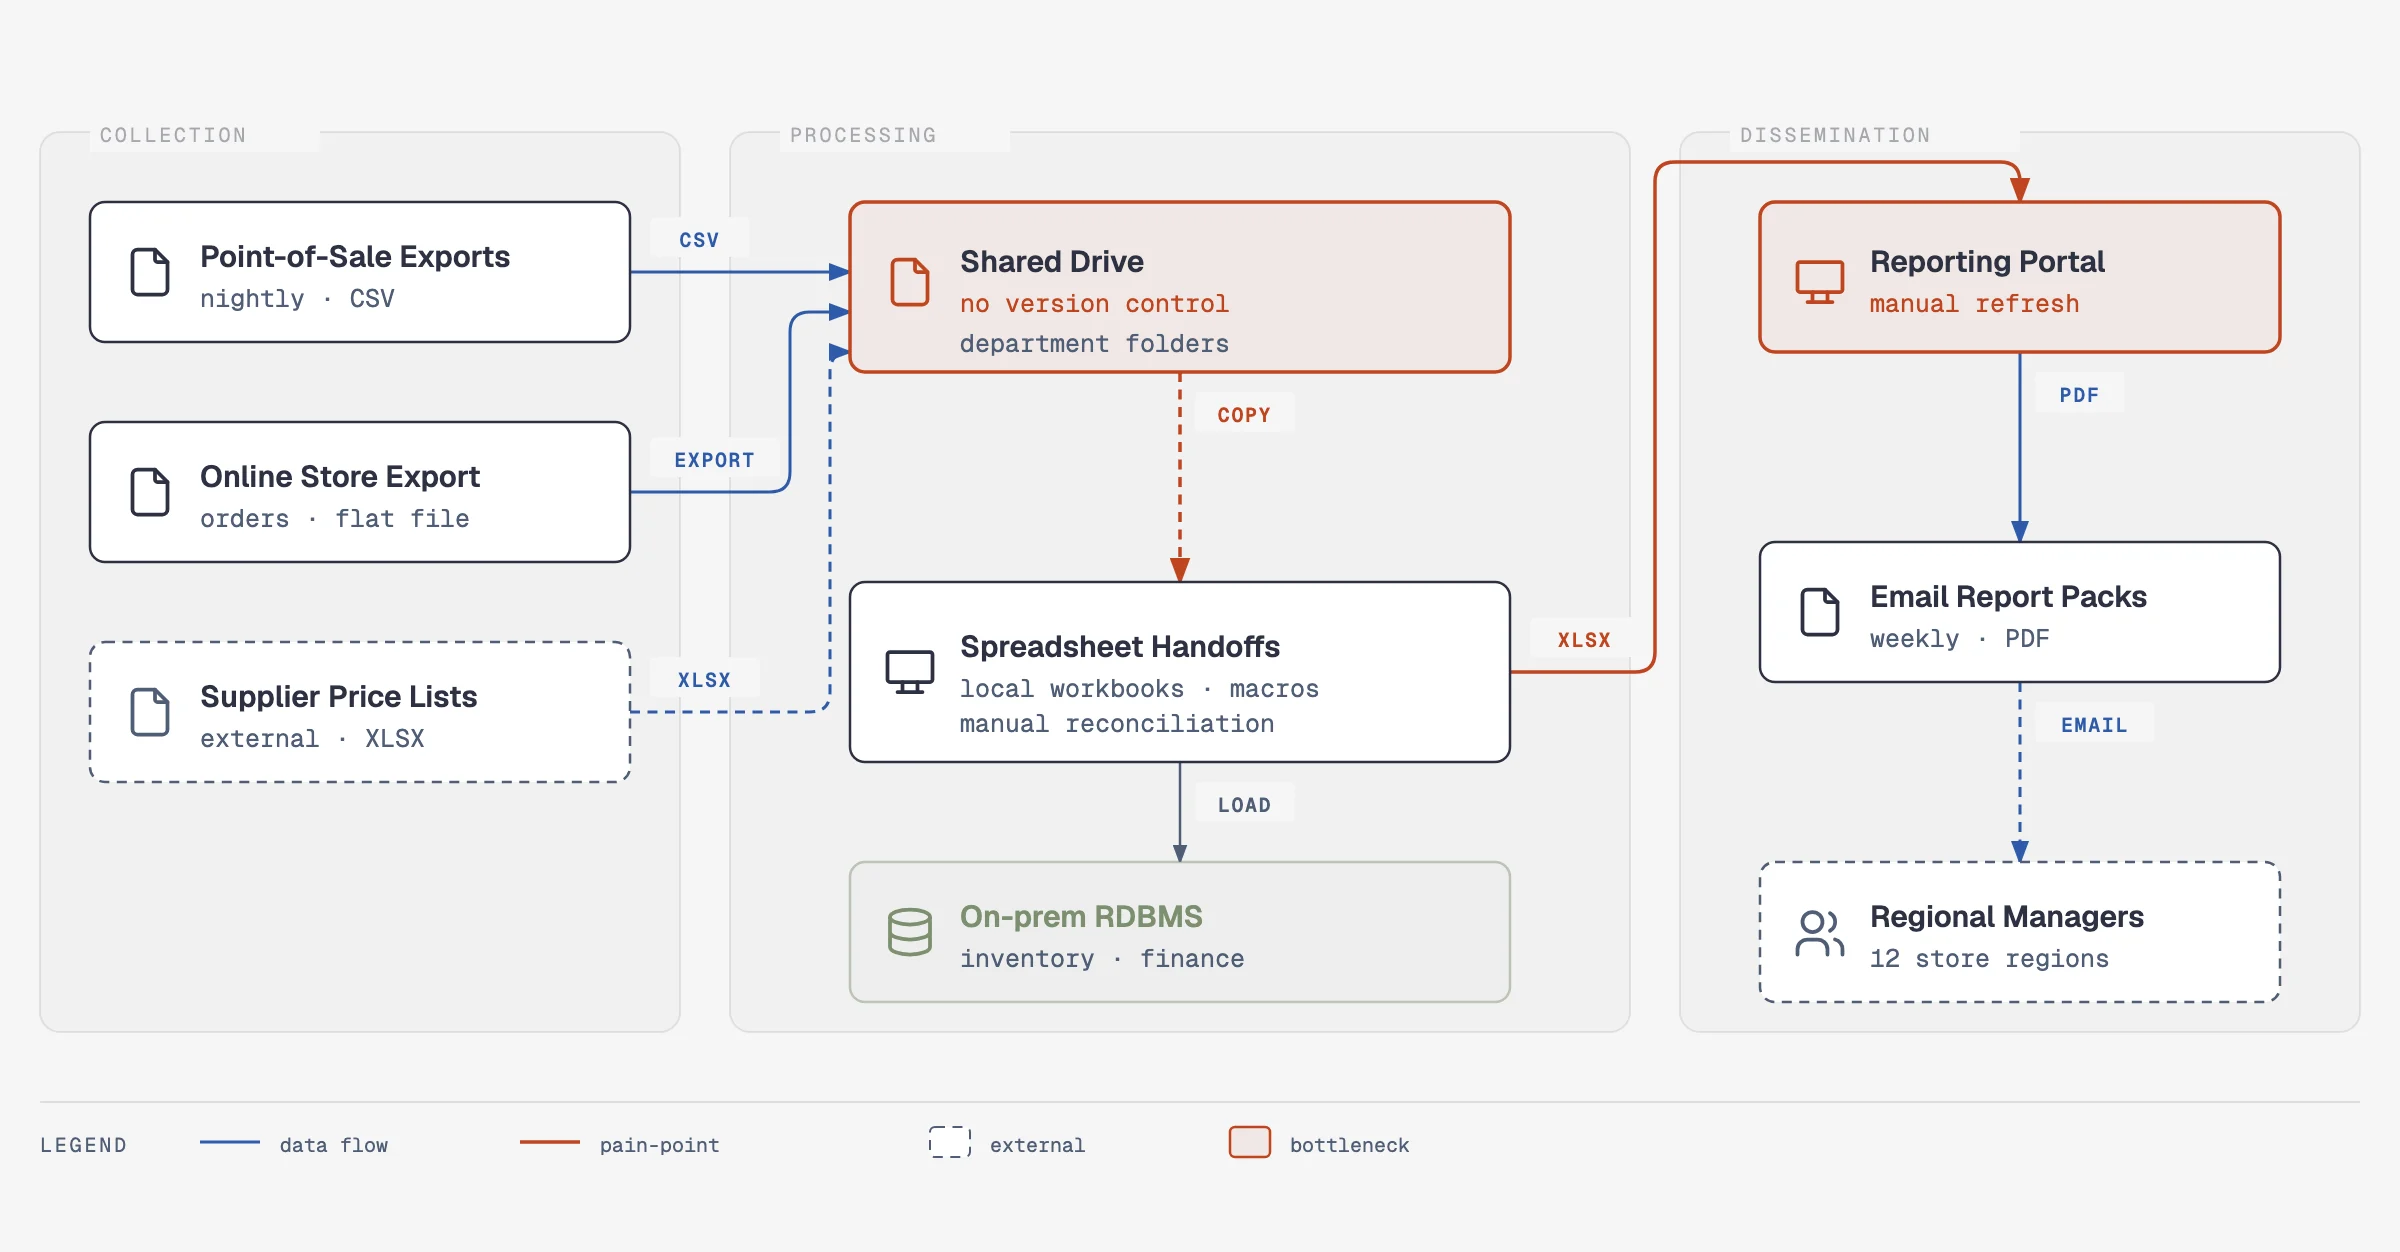 COLLECTION
Point-of-Sale Exports
nightly · CSV
Online Store Export
orders · flat file
Supplier Price Lists
external · XLSX
CSV
EXPORT
XLSX
PROCESSING
Shared Drive
no version control
department folders
COPY
Spreadsheet Handoffs
local workbooks · macros
manual reconciliation
LOAD
On-prem RDBMS
inventory · finance
XLSX
DISSEMINATION
Reporting Portal
manual refresh
PDF
Email Report Packs
weekly · PDF
EMAIL
Regional Managers
12 store regions
LEGEND
data flow
pain-point
external
bottleneck